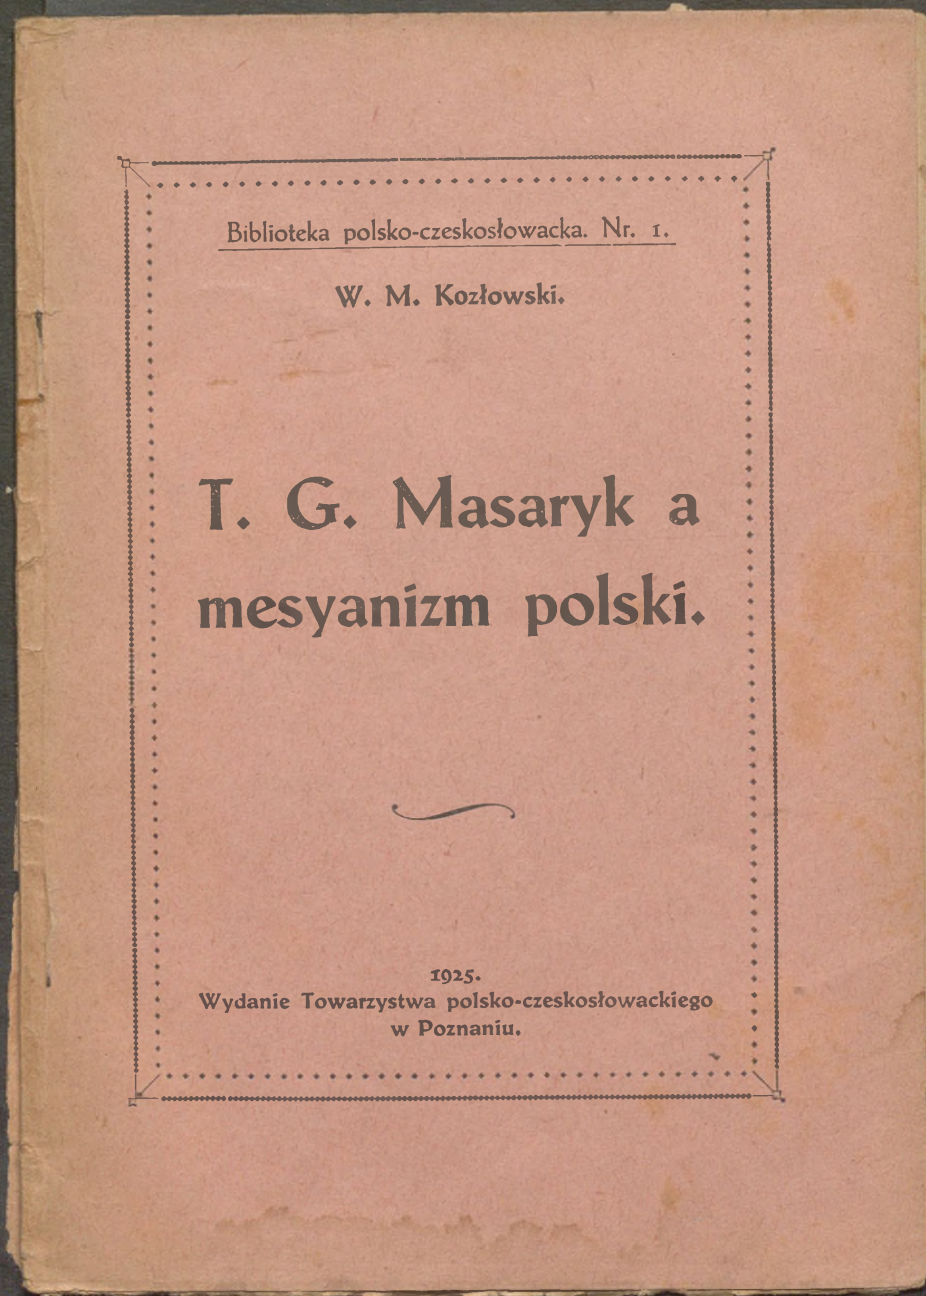 Biblioteka polsko-czeskosłowacka. Nr. 1.
W. M. Kozłowski.
T. G. Masaryk a
mesyanizm polski.
1925.
Wydanie Towarzystwa polsko-czeskosłowackiego
w Poznaniu.